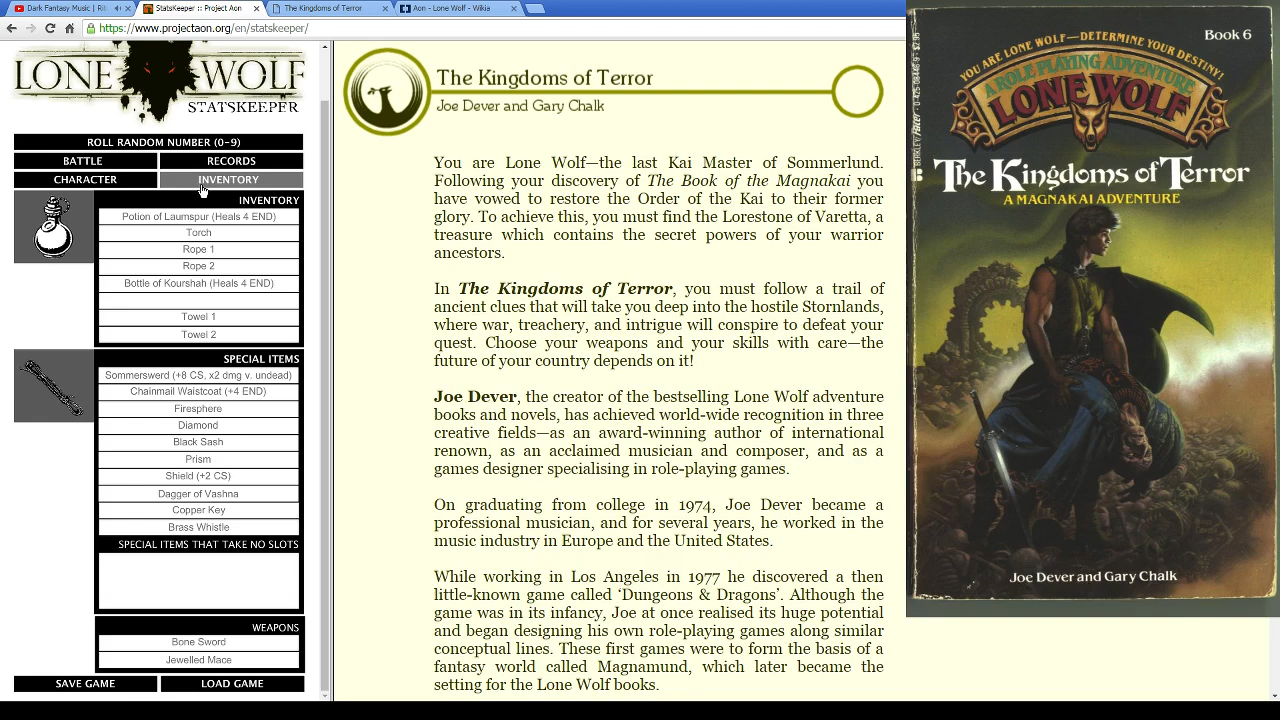 Dark Fantasy Music | Ri
StatsKeeper :: Project Aon
The Kingdoms of Terror
Aon - Lone Wolf - Wikia
https://www.projectaon.org/en/statskeeper/
LONE WOLF
STATSKEEPER
ROLL RANDOM NUMBER (0-9)
BATTLE
RECORDS
CHARACTER
INVENTORY
INVENTORY
Potion of Laumspur (Heals 4 END)
Torch
Rope 1
Rope 2
Bottle of Kourshah (Heals 4 END)
Towel 1
Towel 2
SPECIAL ITEMS
Sommerswerd (+8 CS, x2 dmg v. undead)
Chainmail Waistcoat (+4 END)
Firesphere
Diamond
Black Sash
Prism
Shield (+2 CS)
Dagger of Vashna
Copper Key
Brass Whistle
SPECIAL ITEMS THAT TAKE NO SLOTS
WEAPONS
Bone Sword
Jewelled Mace
SAVE GAME
LOAD GAME
The Kingdoms of Terror
Joe Dever and Gary Chalk
You are Lone Wolf—the last Kai Master of Sommerlund.
Following your discovery of The Book of the Magnakai you
have vowed to restore the Order of the Kai to their former
glory. To achieve this, you must find the Lorestone of Varetta, a
treasure which contains the secret powers of your warrior
ancestors.
In The Kingdoms of Terror, you must follow a trail of
ancient clues that will take you deep into the hostile Stornlands,
where war, treachery, and intrigue will conspire to defeat your
quest. Choose your weapons and your skills with care—the
future of your country depends on it!
Joe Dever, the creator of the bestselling Lone Wolf adventure
books and novels, has achieved world-wide recognition in three
creative fields—as an award-winning author of international
renown, as an acclaimed musician and composer, and as a
games designer specialising in role-playing games.
On graduating from college in 1974, Joe Dever became a
professional musician, and for several years, he worked in the
music industry in Europe and the United States.
While working in Los Angeles in 1977 he discovered a then
little-known game called ‘Dungeons & Dragons’. Although the
game was in its infancy, Joe at once realised its huge potential
and began designing his own role-playing games along similar
conceptual lines. These first games were to form the basis of a
fantasy world called Magnamund, which later became the
setting for the Lone Wolf books.
Book 6
YOU ARE LONE WOLF—DETERMINE YOUR DESTINY!
A ROLE PLAYING ADVENTURE
LONE WOLF
The Kingdoms of Terror
A MAGNAKAI ADVENTURE
Joe Dever and Gary Chalk